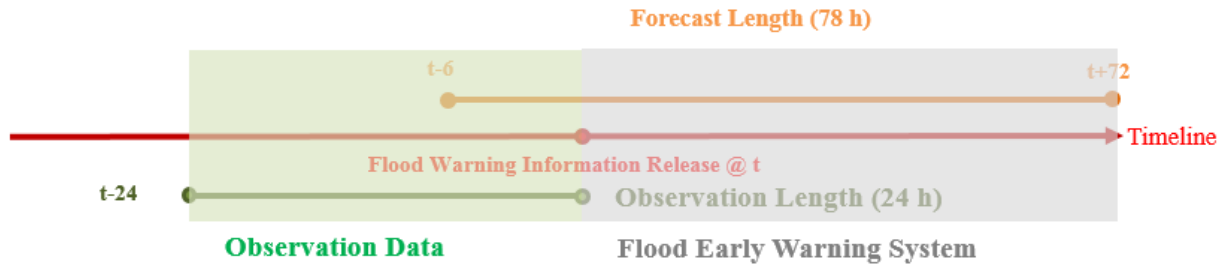 Forecast Length (78 h)
t-6
t+72
Timeline
Flood Warning Information Release @ t
t-24
Observation Length (24 h)
Observation Data
Flood Early Warning System